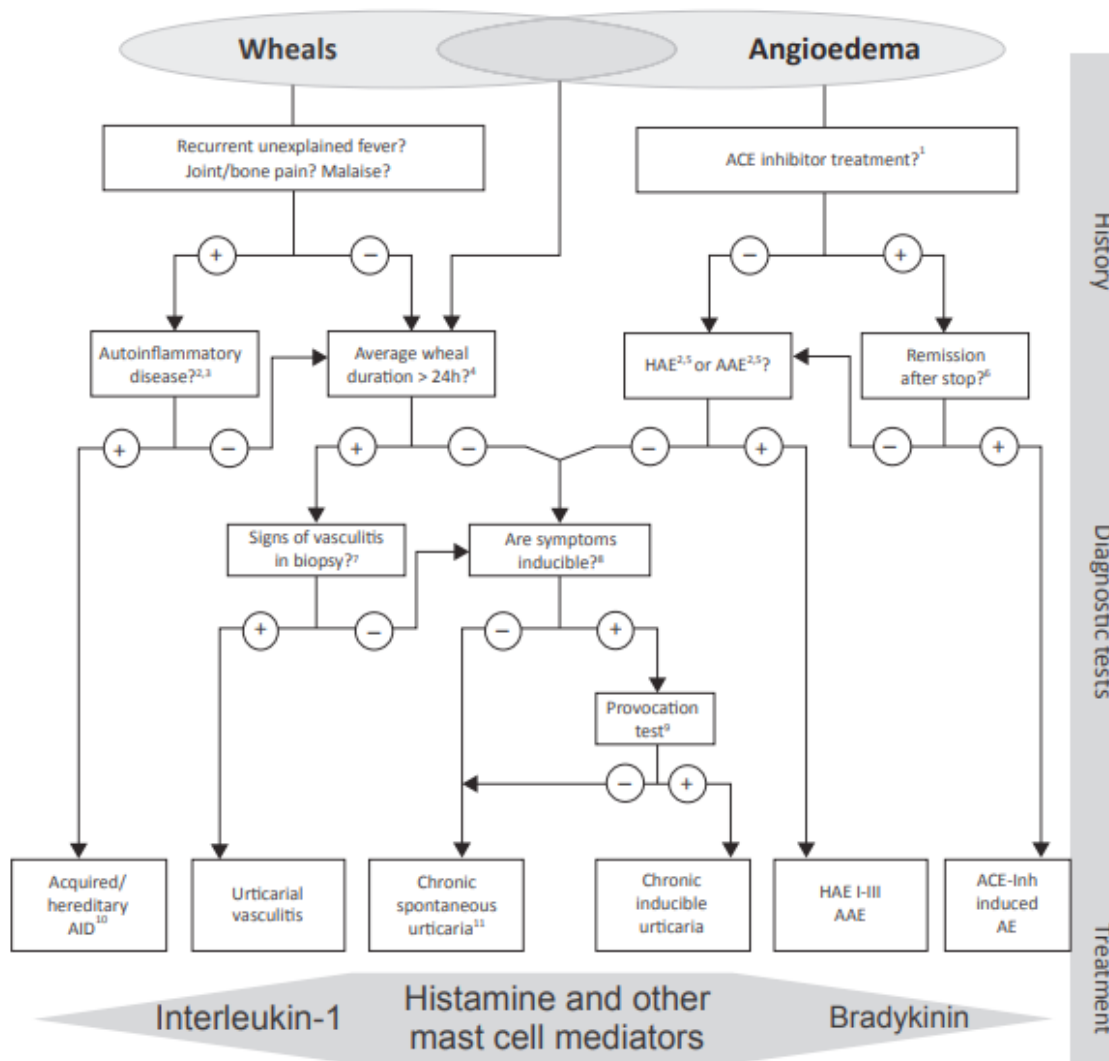 Wheals
Angioedema
Recurrent unexplained fever?
Joint/bone pain? Malaise?
ACE inhibitor treatment?¹
+
−
−
+
Autoinflammatory
disease?²,³
Average wheal
duration > 24h?⁴
HAE²,⁵ or AAE²,⁵?
Remission
after stop?⁶
+
−
+
−
−
+
−
+
Signs of vasculitis
in biopsy?⁷
Are symptoms
inducible?⁸
+
−
−
+
Provocation
test⁹
−
+
Acquired/
hereditary
AID¹⁰
Urticarial
vasculitis
Chronic
spontaneous
urticaria¹¹
Chronic
inducible
urticaria
HAE I-III
AAE
ACE-Inh
induced
AE
Interleukin-1
Histamine and other
mast cell mediators
Bradykinin
History
Diagnostic tests
Treatment